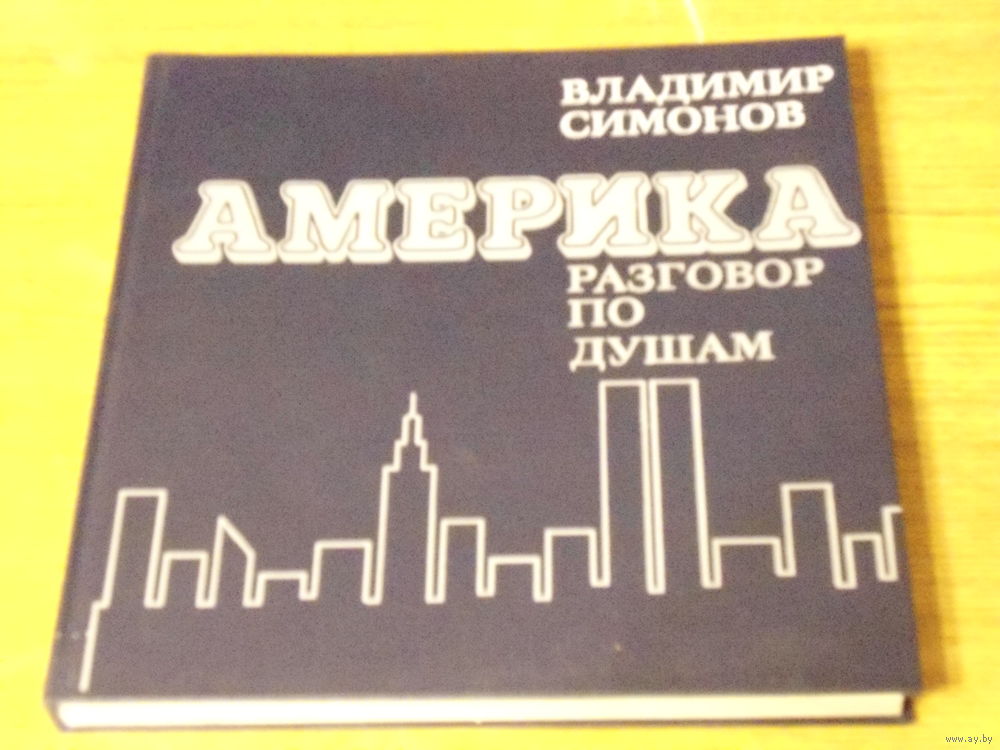 ВЛАДИМИР
СИМОНОВ
АМЕРИКА
РАЗГОВОР
ПО
ДУШАМ
www.ay.by